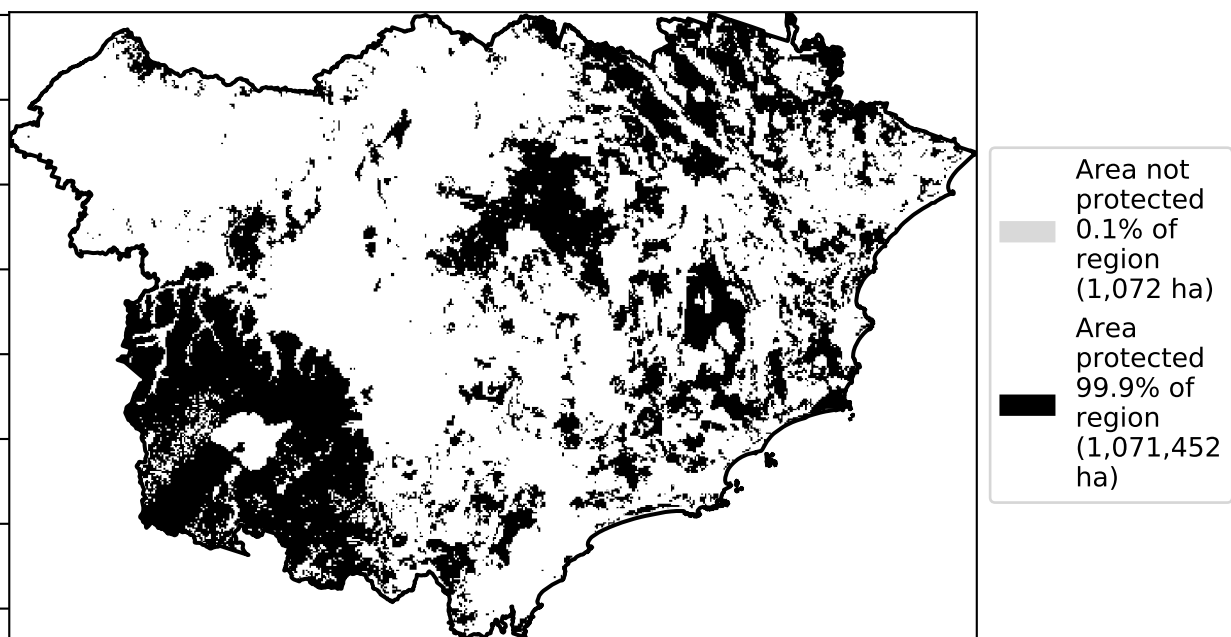 Area not
protected
0.1% of
region
(1,072 ha)
Area
protected
99.9% of
region
(1,071,452
ha)